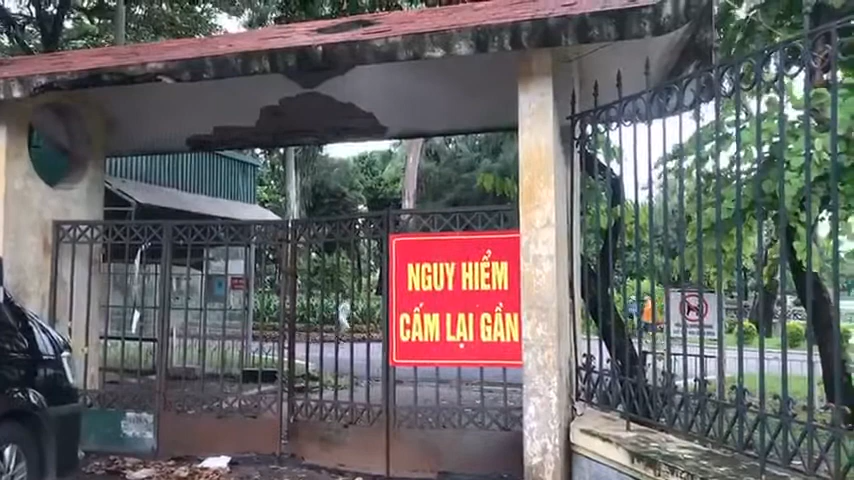 NGUY HIỂM
CẤM LẠI GẦN